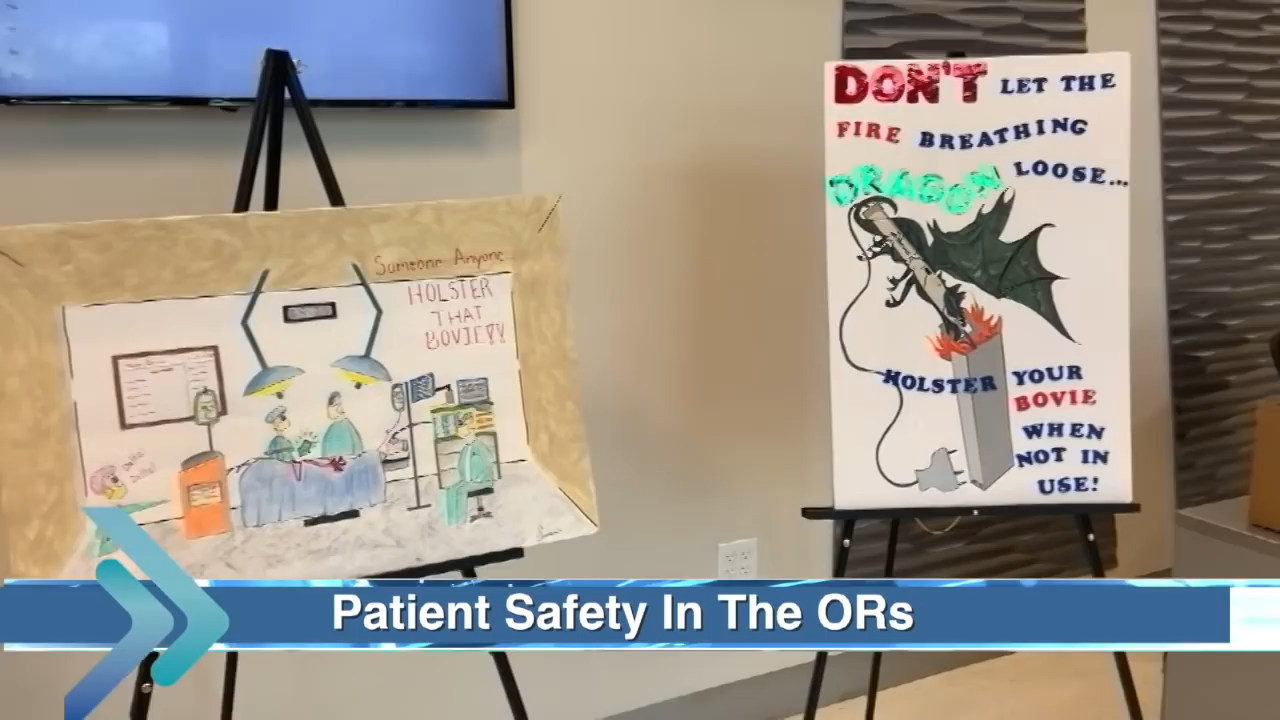 Someone Anyone
HOLSTER
THAT
BOVIE!!
DON'T LET THE
FIRE BREATHING
DRAGON LOOSE...
HOLSTER YOUR
BOVIE
WHEN
NOT IN
USE!
Patient Safety In The ORs